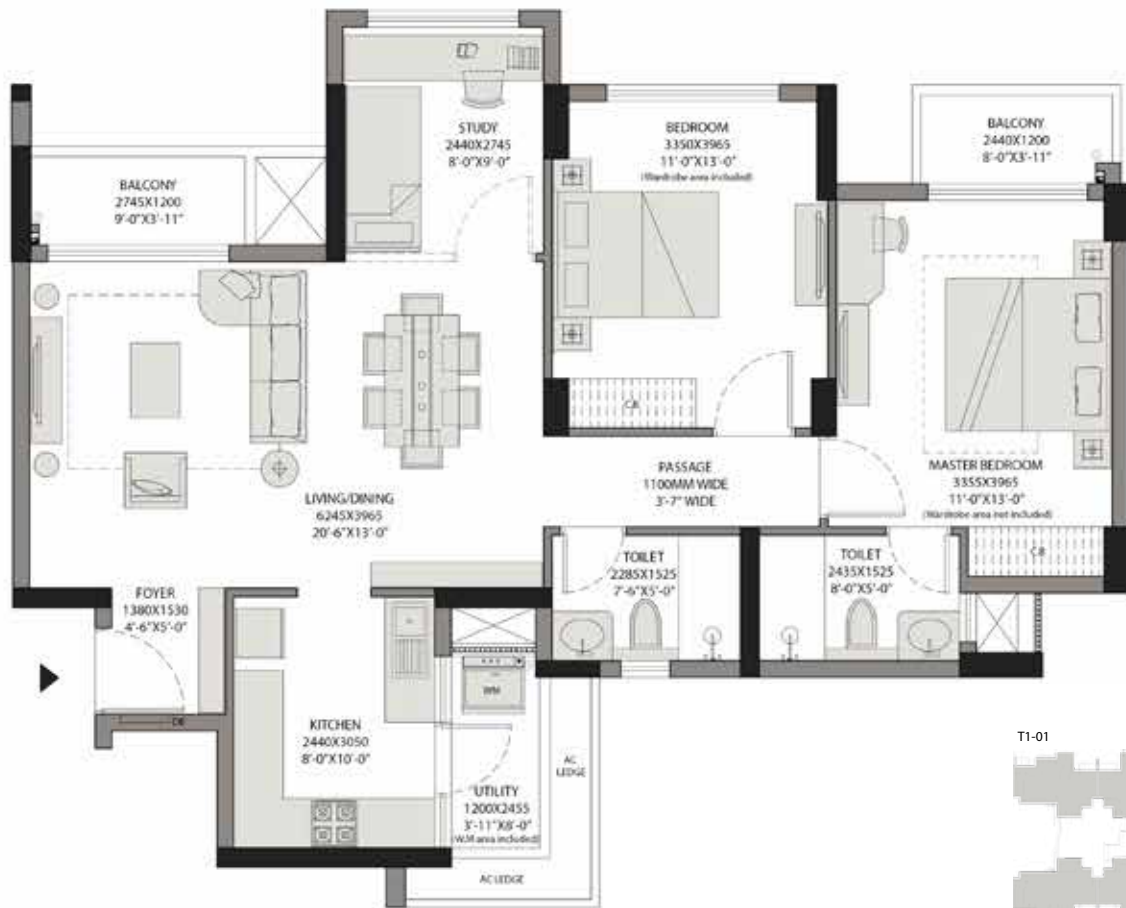 STUDY
2440X2745
8'-0"X9'-0"
BEDROOM
3350X3965
11'-0"X13'-0"
(Wardrobe area included)
BALCONY
2440X1200
8'-0"X3'-11"
BALCONY
2745X1200
9'-0"X3'-11"
CB
PASSAGE
1100MM WIDE
3'-7" WIDE
MASTER BEDROOM
3355X3965
11'-0"X13'-0"
(Wardrobe area not included)
LIVING/DINING
6245X3965
20'-6"X13'-0"
CB
TOILET
2285X1525
7'-6"X5'-0"
TOILET
2435X1525
8'-0"X5'-0"
FOYER
1380X1530
4'-6"X5'-0"
WM
DB
KITCHEN
2440X3050
8'-0"X10'-0"
AC
LEDGE
UTILITY
1200X2455
3'-11"X8'-0"
(W.M area included)
AC LEDGE
T1-01